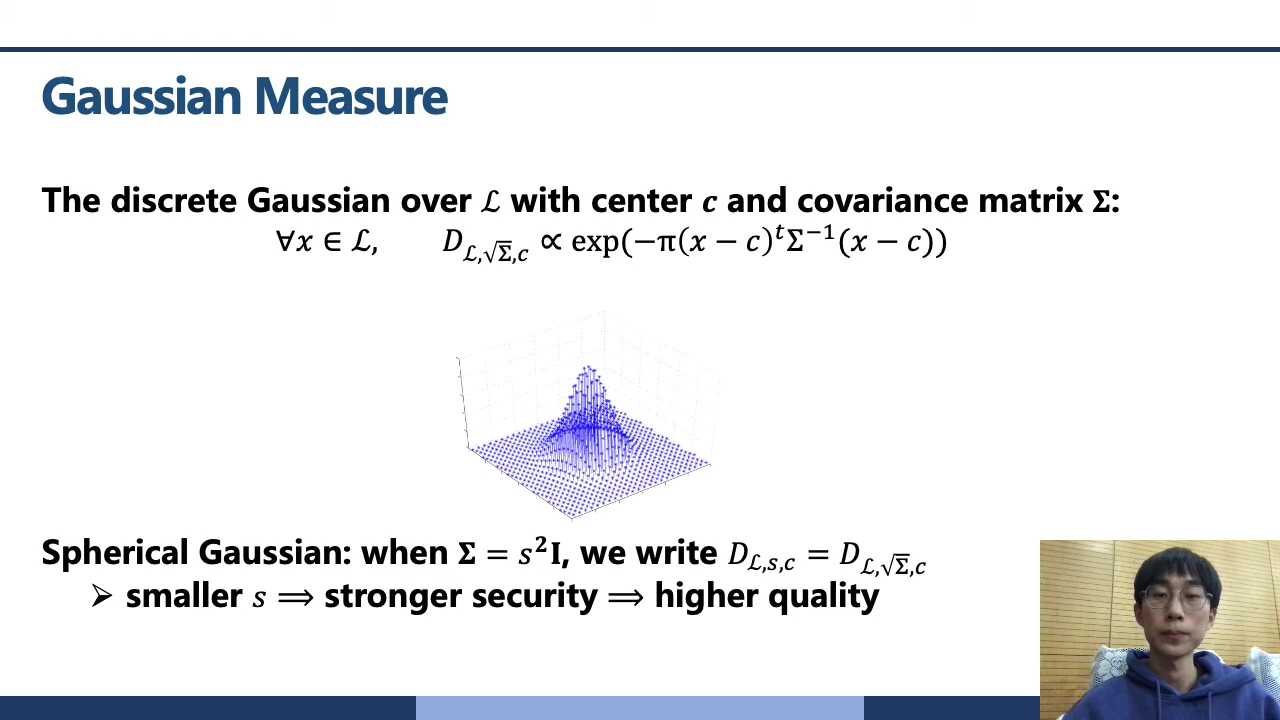 Gaussian Measure
The discrete Gaussian over ℒ with center c and covariance matrix Σ:
∀x ∈ ℒ, D_{ℒ,√Σ,c} ∝ exp(−π(x − c)^t Σ^{−1}(x − c))
Spherical Gaussian: when Σ = s²I, we write D_{ℒ,s,c} = D_{ℒ,√Σ,c}
➢ smaller s ⟹ stronger security ⟹ higher quality